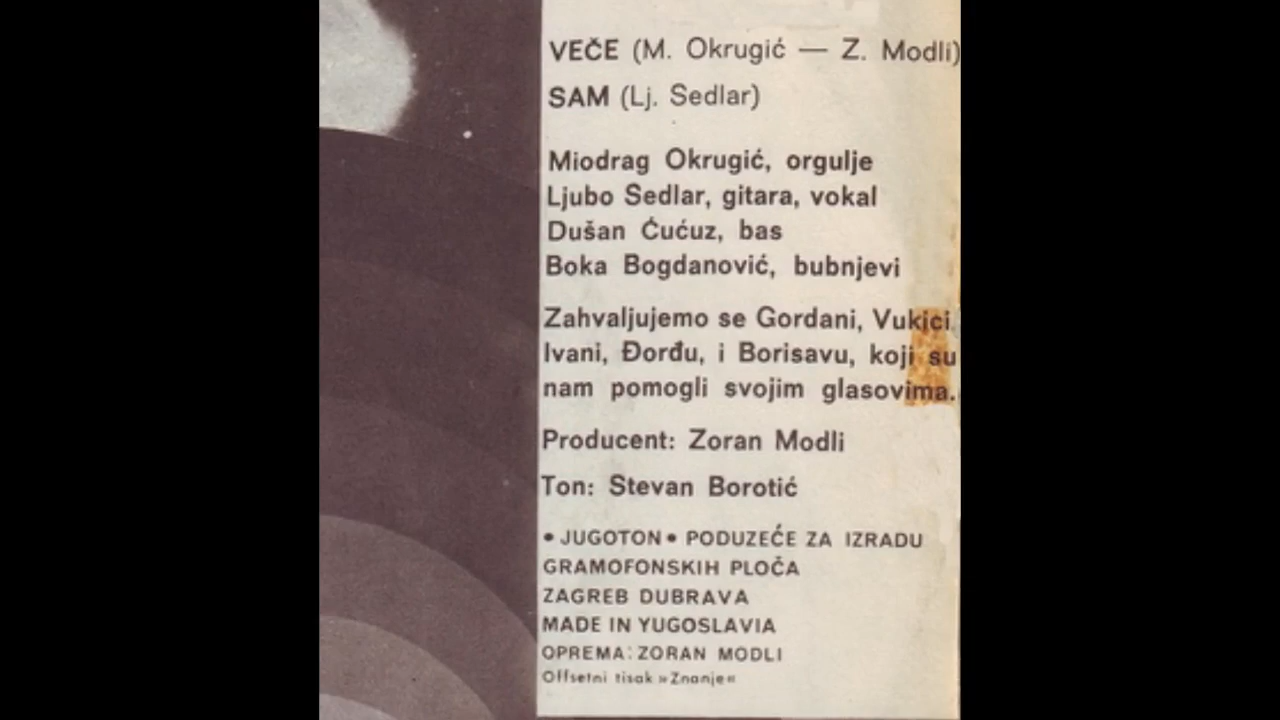 VEČE (M. Okrugić — Z. Modli)
SAM (Lj. Sedlar)
Miodrag Okrugić, orgulje
Ljubo Sedlar, gitara, vokal
Dušan Ćućuz, bas
Boka Bogdanović, bubnjevi
Zahvaljujemo se Gordani, Vukici,
Ivani, Đorđu, i Borisavu, koji su
nam pomogli svojim glasovima.
Producent: Zoran Modli
Ton: Stevan Borotić
• JUGOTON • PODUZEĆE ZA IZRADU
GRAMOFONSKIH PLOČA
ZAGREB DUBRAVA
MADE IN YUGOSLAVIA
OPREMA: ZORAN MODLI
Offsetni tisak »Znanje«